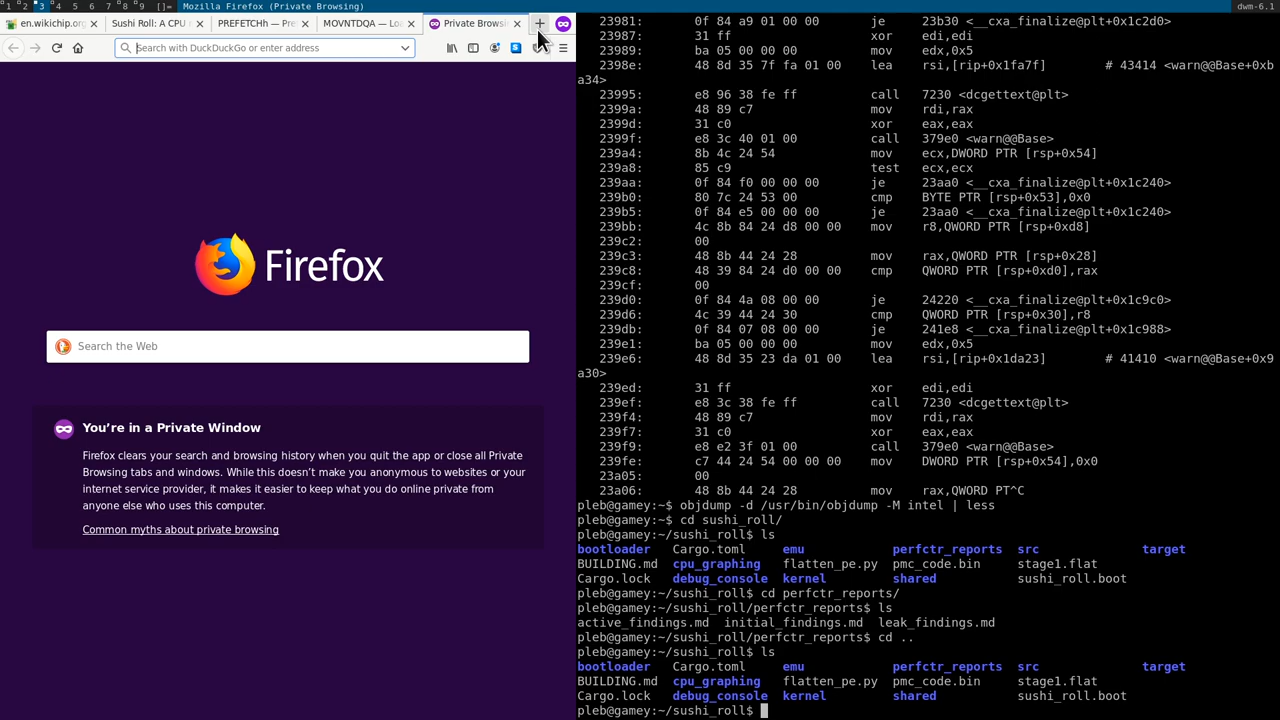 1 2 3 4 5 6 7 8 9 []= Mozilla Firefox (Private Browsing) dwm-6.1
en.wikichip.org Sushi Roll: A CPU r PREFETCHh — Pre MOVNTDQA — Lo Private Browsi
Search with DuckDuckGo or enter address
Firefox
Search the Web
You're in a Private Window
Firefox clears your search and browsing history when you quit the app or close all Private
Browsing tabs and windows. While this doesn't make you anonymous to websites or your
internet service provider, it makes it easier to keep what you do online private from
anyone else who uses this computer.
Common myths about private browsing
23981: 0f 84 a9 01 00 00 je 23b30 <__cxa_finalize@plt+0x1c2d0>
23987: 31 ff xor edi,edi
23989: ba 05 00 00 00 mov edx,0x5
2398e: 48 8d 35 7f fa 01 00 lea rsi,[rip+0x1fa7f] # 43414 <warn@@Base+0xb
a34>
23995: e8 96 38 fe ff call 7230 <dcgettext@plt>
2399a: 48 89 c7 mov rdi,rax
2399d: 31 c0 xor eax,eax
2399f: e8 3c 40 01 00 call 379e0 <warn@@Base>
239a4: 8b 4c 24 54 mov ecx,DWORD PTR [rsp+0x54]
239a8: 85 c9 test ecx,ecx
239aa: 0f 84 f0 00 00 00 je 23aa0 <__cxa_finalize@plt+0x1c240>
239b0: 80 7c 24 53 00 cmp BYTE PTR [rsp+0x53],0x0
239b5: 0f 84 e5 00 00 00 je 23aa0 <__cxa_finalize@plt+0x1c240>
239bb: 4c 8b 84 24 d8 00 00 mov r8,QWORD PTR [rsp+0xd8]
239c2: 00
239c3: 48 8b 44 24 28 mov rax,QWORD PTR [rsp+0x28]
239c8: 48 39 84 24 d0 00 00 cmp QWORD PTR [rsp+0xd0],rax
239cf: 00
239d0: 0f 84 4a 08 00 00 je 24220 <__cxa_finalize@plt+0x1c9c0>
239d6: 4c 39 44 24 30 cmp QWORD PTR [rsp+0x30],r8
239db: 0f 84 07 08 00 00 je 241e8 <__cxa_finalize@plt+0x1c988>
239e1: ba 05 00 00 00 mov edx,0x5
239e6: 48 8d 35 23 da 01 00 lea rsi,[rip+0x1da23] # 41410 <warn@@Base+0x9
a30>
239ed: 31 ff xor edi,edi
239ef: e8 3c 38 fe ff call 7230 <dcgettext@plt>
239f4: 48 89 c7 mov rdi,rax
239f7: 31 c0 xor eax,eax
239f9: e8 e2 3f 01 00 call 379e0 <warn@@Base>
239fe: c7 44 24 54 00 00 00 mov DWORD PTR [rsp+0x54],0x0
23a05: 00
23a06: 48 8b 44 24 28 mov rax,QWORD PT^C
pleb@gamey:~$ objdump -d /usr/bin/objdump -M intel | less
pleb@gamey:~$ cd sushi_roll/
pleb@gamey:~/sushi_roll$ ls
bootloader Cargo.toml emu perfctr_reports src target
BUILDING.md cpu_graphing flatten_pe.py pmc_code.bin stage1.flat
Cargo.lock debug_console kernel shared sushi_roll.boot
pleb@gamey:~/sushi_roll$ cd perfctr_reports/
pleb@gamey:~/sushi_roll/perfctr_reports$ ls
active_findings.md initial_findings.md leak_findings.md
pleb@gamey:~/sushi_roll/perfctr_reports$ cd ..
pleb@gamey:~/sushi_roll$ ls
bootloader Cargo.toml emu perfctr_reports src target
BUILDING.md cpu_graphing flatten_pe.py pmc_code.bin stage1.flat
Cargo.lock debug_console kernel shared sushi_roll.boot
pleb@gamey:~/sushi_roll$